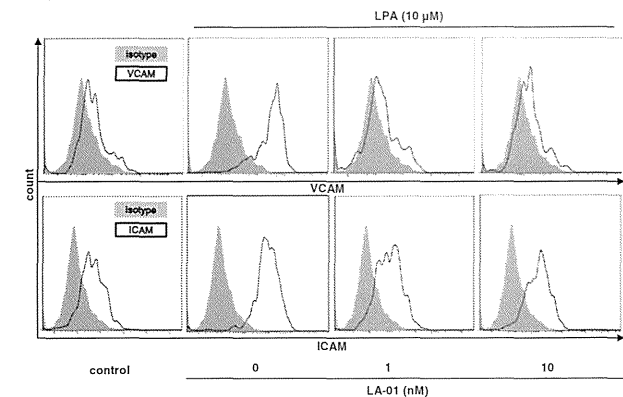 LPA (10 µM)
isotype
VCAM
count
VCAM
isotype
ICAM
ICAM
control
0
1
10
LA-01 (nM)